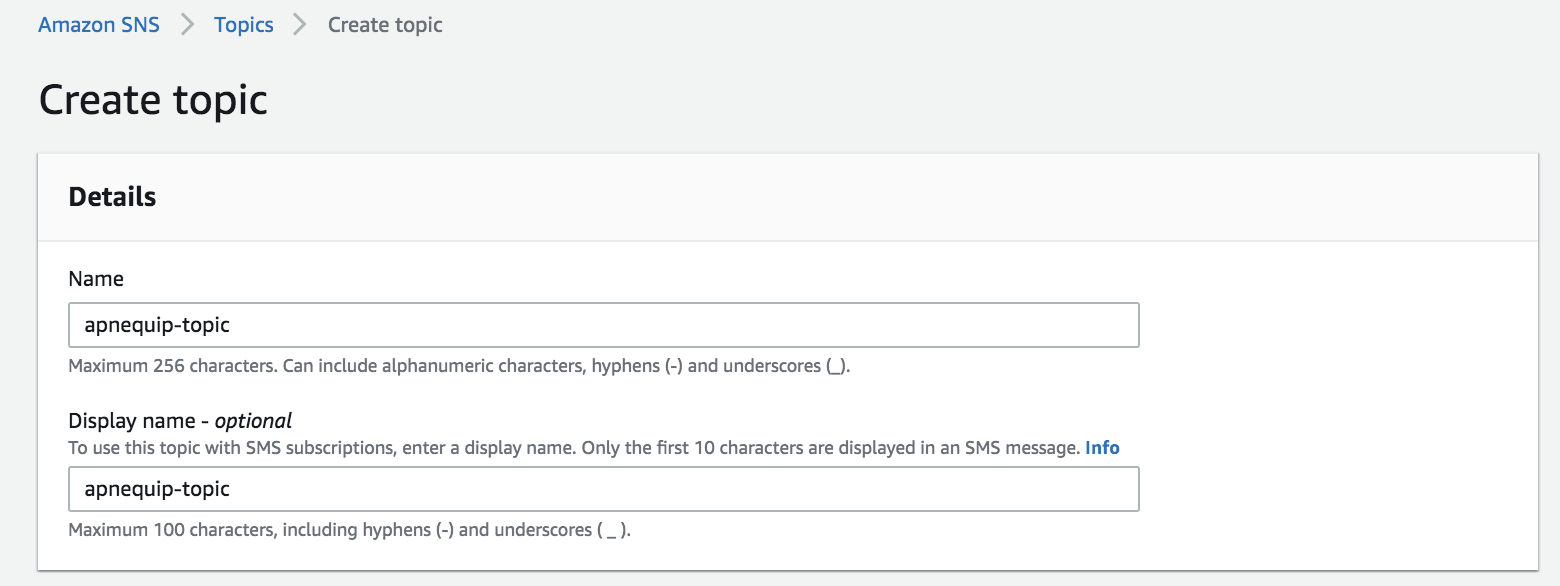 Amazon SNS > Topics > Create topic
Create topic
Details
Name
apnequip-topic
Maximum 256 characters. Can include alphanumeric characters, hyphens (-) and underscores (_).
Display name - optional
To use this topic with SMS subscriptions, enter a display name. Only the first 10 characters are displayed in an SMS message. Info
apnequip-topic
Maximum 100 characters, including hyphens (-) and underscores ( _ ).